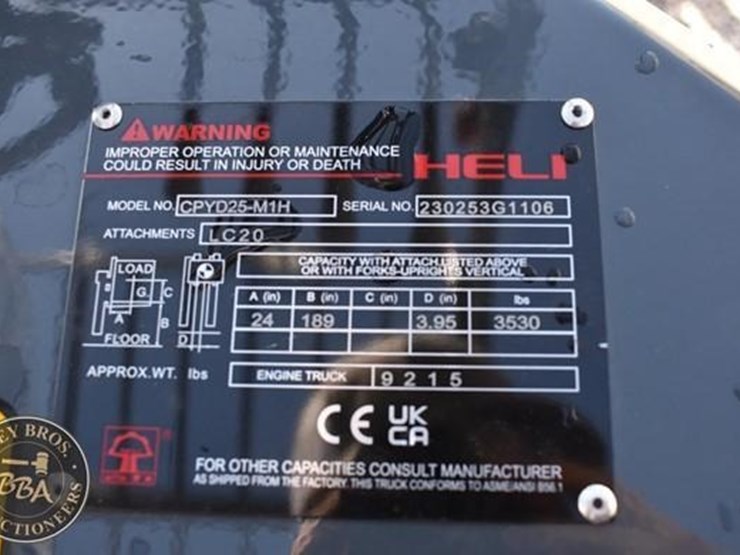 WARNING
IMPROPER OPERATION OR MAINTENANCE
COULD RESULT IN INJURY OR DEATH
HELI
MODEL NO. CPYD25-M1H SERIAL NO. 230253G1106
ATTACHMENTS LC20
CAPACITY WITH ATTACH.LISTED ABOVE
OR WITH FORKS-UPRIGHTS VERTICAL
LOAD
B G C
A B
FLOOR D
A (in) B (in) C (in) D (in) lbs
24 189 3.95 3530
APPROX.WT. lbs ENGINE TRUCK 9215
CE UK
CA
FOR OTHER CAPACITIES CONSULT MANUFACTURER
AS SHIPPED FROM THE FACTORY. THIS TRUCK CONFORMS TO ASME/ANSI B56.1
EY BROS.
BBA
CTIONEERS